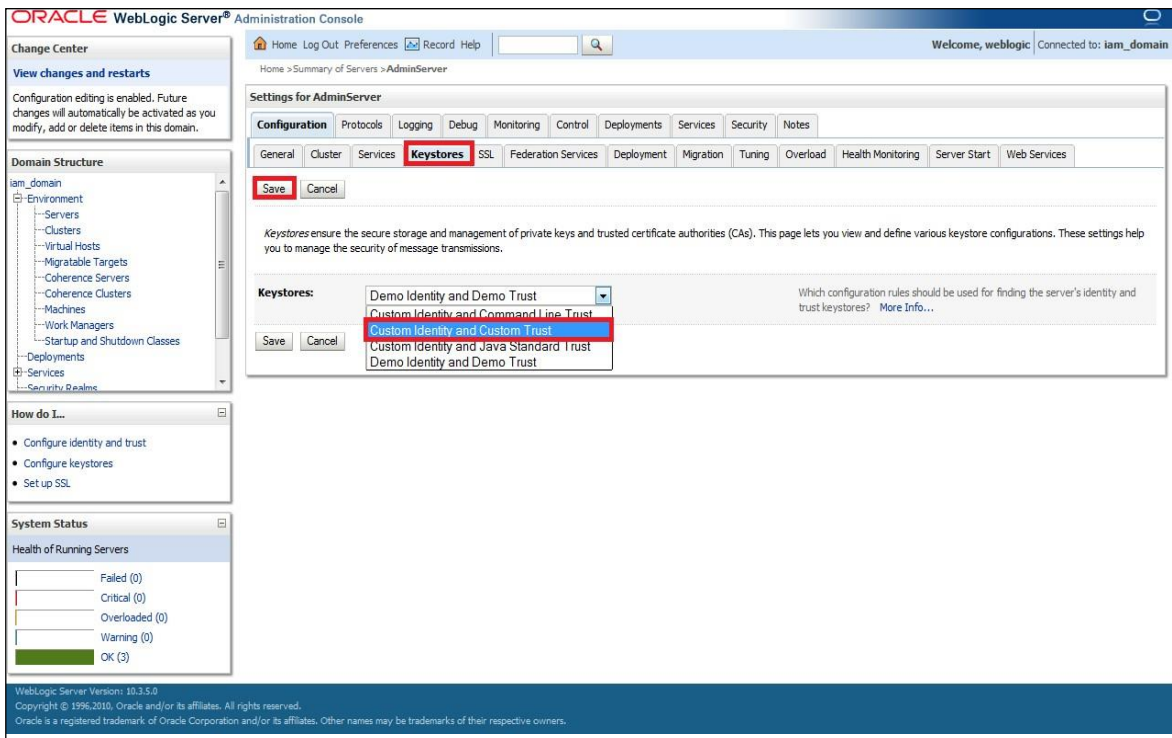 ORACLE WebLogic Server® Administration Console
Change Center
View changes and restarts
Configuration editing is enabled. Future
changes will automatically be activated as you
modify, add or delete items in this domain.
Domain Structure
iam_domain
Environment
Servers
Clusters
Virtual Hosts
Migratable Targets
Coherence Servers
Coherence Clusters
Machines
Work Managers
Startup and Shutdown Classes
Deployments
Services
Security Realms
How do I...
Configure identity and trust
Configure keystores
Set up SSL
System Status
Health of Running Servers
Failed (0)
Critical (0)
Overloaded (0)
Warning (0)
OK (3)
Home Log Out Preferences Record Help
Welcome, weblogic Connected to: iam_domain
Home >Summary of Servers >AdminServer
Settings for AdminServer
Configuration Protocols Logging Debug Monitoring Control Deployments Services Security Notes
General Cluster Services Keystores SSL Federation Services Deployment Migration Tuning Overload Health Monitoring Server Start Web Services
Save Cancel
Keystores ensure the secure storage and management of private keys and trusted certificate authorities (CAs). This page lets you view and define various keystore configurations. These settings help
you to manage the security of message transmissions.
Keystores:
Demo Identity and Demo Trust
Custom Identity and Command Line Trust
Custom Identity and Custom Trust
Custom Identity and Java Standard Trust
Demo Identity and Demo Trust
Which configuration rules should be used for finding the server's identity and
trust keystores? More Info...
Save Cancel
WebLogic Server Version: 10.3.5.0
Copyright © 1996,2010, Oracle and/or its affiliates. All rights reserved.
Oracle is a registered trademark of Oracle Corporation and/or its affiliates. Other names may be trademarks of their respective owners.